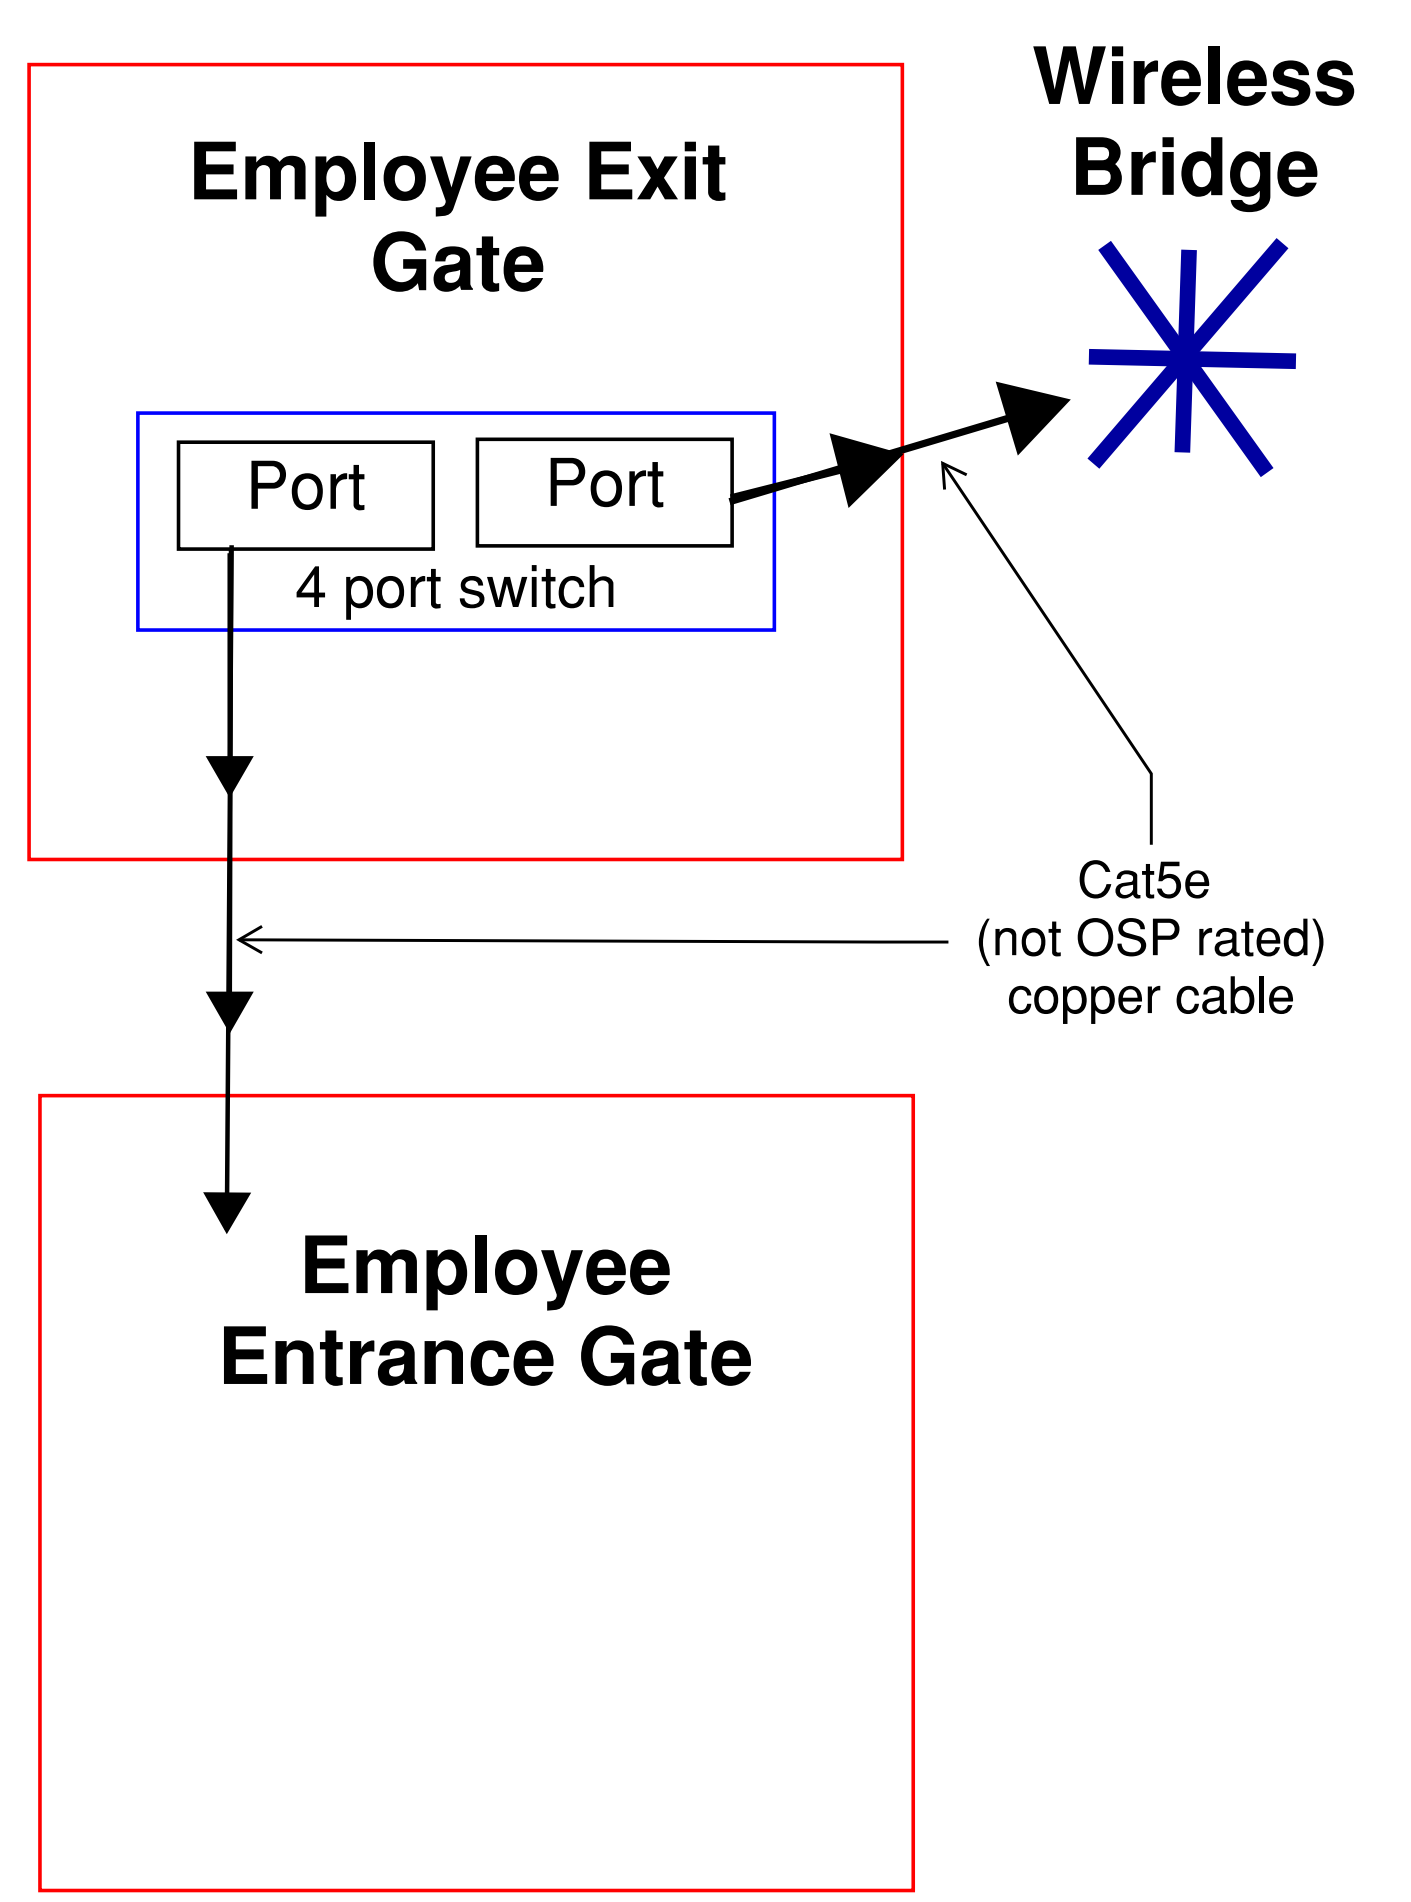 Wireless
Bridge
Employee Exit
Gate
Port
Port
4 port switch
Cat5e
(not OSP rated)
copper cable
Employee
Entrance Gate